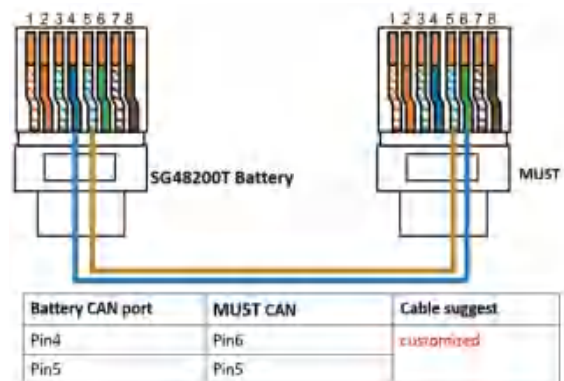 1 2 3 4 5 6 7 8
1 2 3 4 5 6 7 8
SG48200T Battery
MUST
Battery CAN port MUST CAN Cable suggest
Pin4 Pin6 customized
Pin5 Pin5